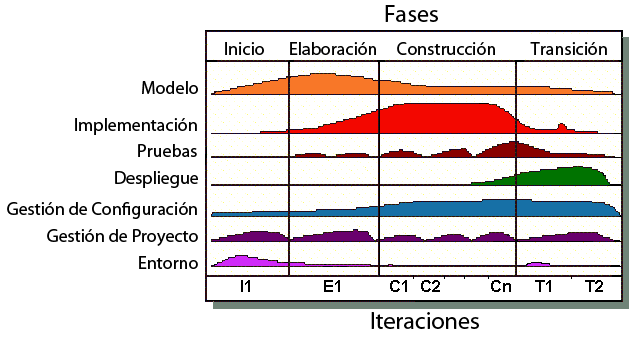 Fases
Inicio Elaboración Construcción Transición
Modelo
Implementación
Pruebas
Despliegue
Gestión de Configuración
Gestión de Proyecto
Entorno
I1 E1 C1 C2 Cn T1 T2
Iteraciones